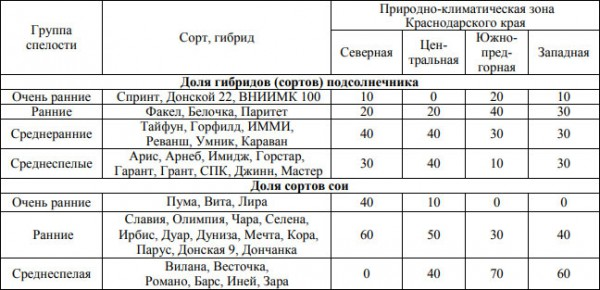 Группа
спелости
Сорт, гибрид
Природно-климатическая зона
Краснодарского края
Северная
Цен-
тральная
Южно-
пред-
горная
Западная
Доля гибридов (сортов) подсолнечника
Очень ранние Спринт, Донской 22, ВНИИМК 100 10 0 20 10
Ранние Факел, Белочка, Паритет 20 20 40 30
Среднеранние Тайфун, Горфилд, ИММИ,
Реванш, Умник, Караван 40 40 30 30
Среднеспелые Арис, Арнеб, Имидж, Горстар,
Гарант, Грант, СПК, Джинн, Мастер 30 40 10 30
Доля сортов сои
Очень ранние Пума, Вита, Лира 40 10 0 0
Ранние Славия, Олимпия, Чара, Селена,
Ирбис, Дуар, Дуниза, Мечта, Кора,
Парус, Донская 9, Дончанка 60 50 30 40
Среднеспелая Вилана, Весточка,
Романо, Барс, Иней, Зара 0 40 70 60